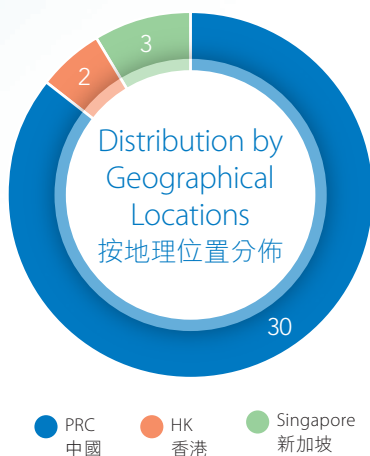 3
2
Distribution by
Geographical
Locations
按地理位置分佈
30
PRC
中國
HK
香港
Singapore
新加坡